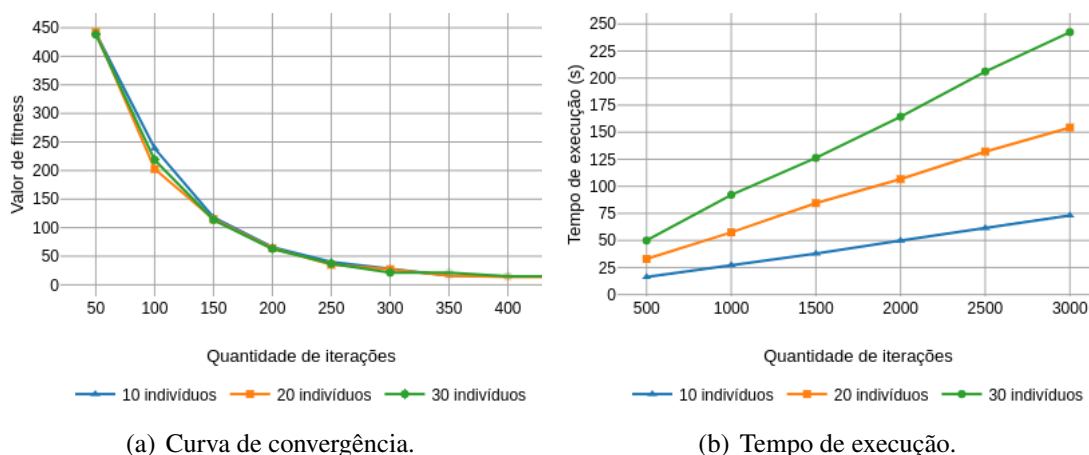 450
400
350
300
250
200
150
100
50
0
Valor de fitness
50 100 150 200 250 300 350 400
Quantidade de iterações
10 indivíduos 20 indivíduos 30 indivíduos
(a) Curva de convergência.
250
225
200
175
150
125
100
75
50
25
0
Tempo de execução (s)
500 1000 1500 2000 2500 3000
Quantidade de iterações
10 indivíduos 20 indivíduos 30 indivíduos
(b) Tempo de execução.